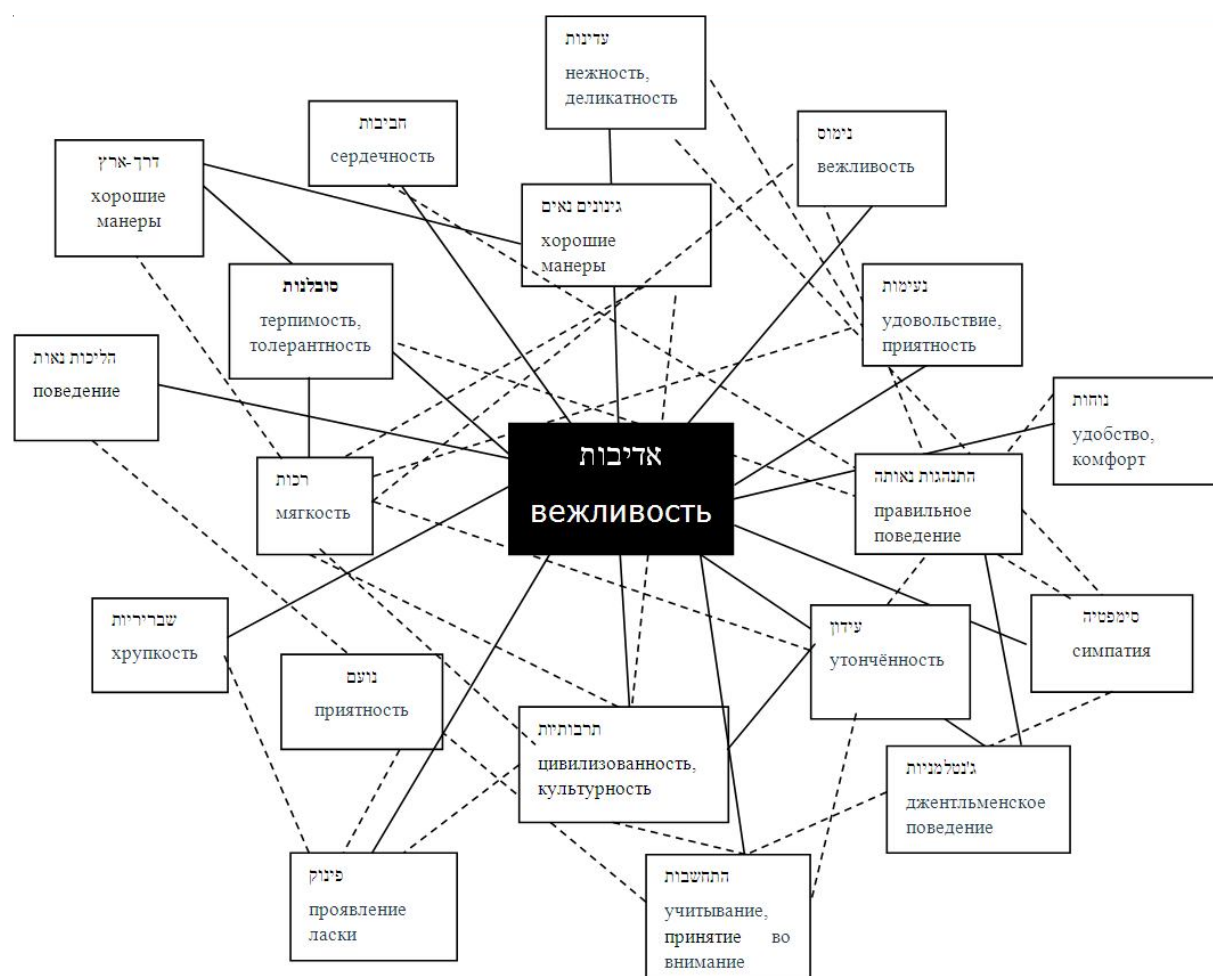 עדינות
нежность,
деликатность
חביבות
сердечность
נימוס
вежливость
דרך-ארץ
хорошие
манеры
גינונים נאים
хорошие
манеры
סובלנות
терпимость,
толерантность
נעימות
удовольствие,
приятность
הליכות נאות
поведение
נוחות
удобство,
комфорт
אדיבות
вежливость
רכות
мягкость
התנהגות נאותה
правильное
поведение
שבריריות
хрупкость
עידון
утончённость
סימפטיה
симпатия
נועם
приятность
תרבותיות
цивилизованность,
культурность
ג'נטלמניות
джентльменское
поведение
פינוק
проявление
ласки
התחשבות
учитывание,
принятие во
внимание